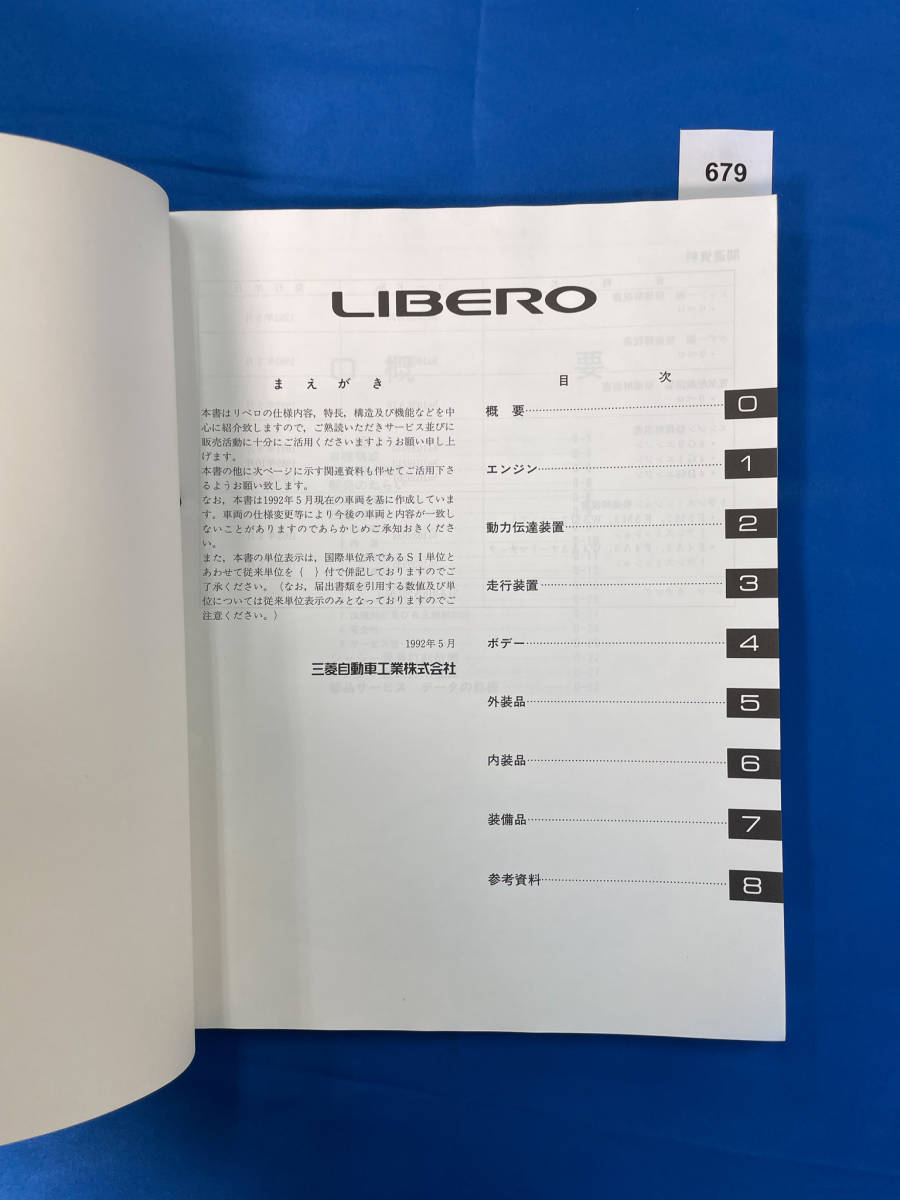 679
LIBERO
まえがき
本書はリベロの仕様内容，特長，構造及び機能などを中
心に紹介致しますので，ご熟読いただきサービス並びに
販売活動に十分にご活用くださいますようお願い申し上
げます。
本書の他に次ページに示す関連資料も併せてご活用下さ
るようお願い致します。
なお，本書は1992年５月現在の車両を基に作成していま
す。車両の仕様変更等により今後の車両と内容が一致し
ないことがありますのであらかじめご承知おきくださ
い。
また，本書の単位表示は，国際単位系であるＳＩ単位と
あわせて従来単位を｛　｝付で併記しておりますのでご
了承ください。（なお，届出書類を引用する数値及び単
位については従来単位表示のみとなっておりますのでご
注意ください。）
1992年５月
三菱自動車工業株式会社
目　次
概　要 0
エンジン 1
動力伝達装置 2
走行装置 3
ボデー 4
外装品 5
内装品 6
装備品 7
参考資料 8